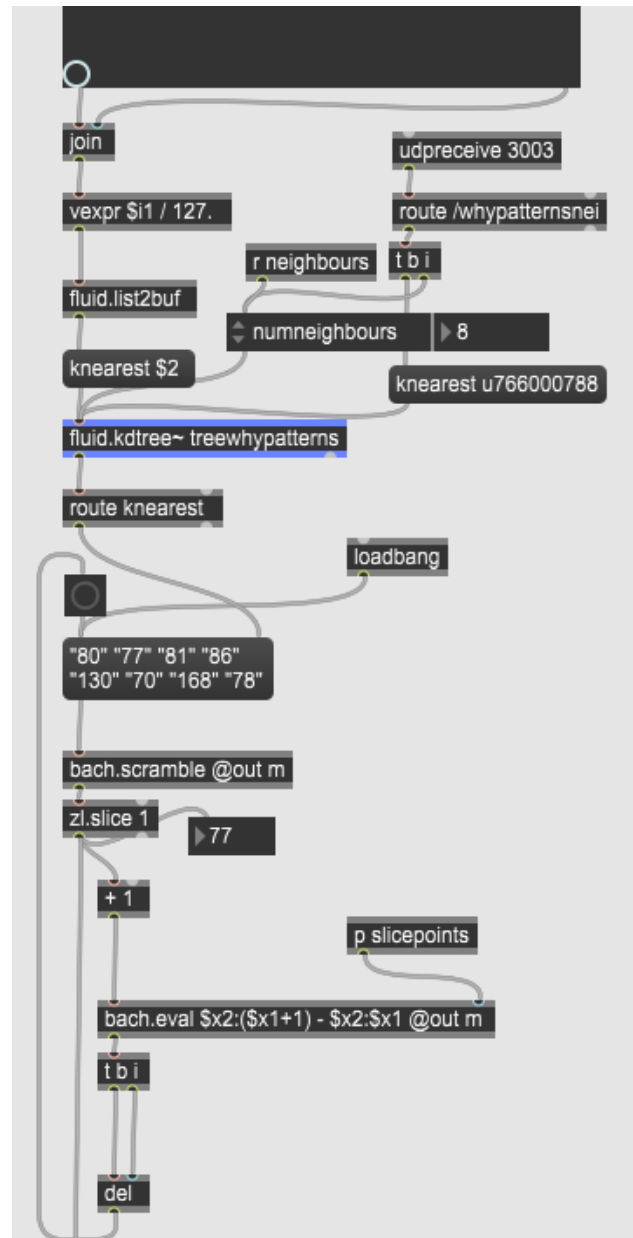 join
udpreceive 3003
vexpr $i1 / 127.
route /whypatternsnei
r neighbours
t b i
fluid.list2buf
numneighbours
8
knearest $2
knearest u766000788
fluid.kdtree~ treewhypatterns
route knearest
loadbang
"80" "77" "81" "86"
"130" "70" "168" "78"
bach.scramble @out m
zl.slice 1
77
+ 1
p slicepoints
bach.eval $x2:($x1+1) - $x2:$x1 @out m
t b i
del